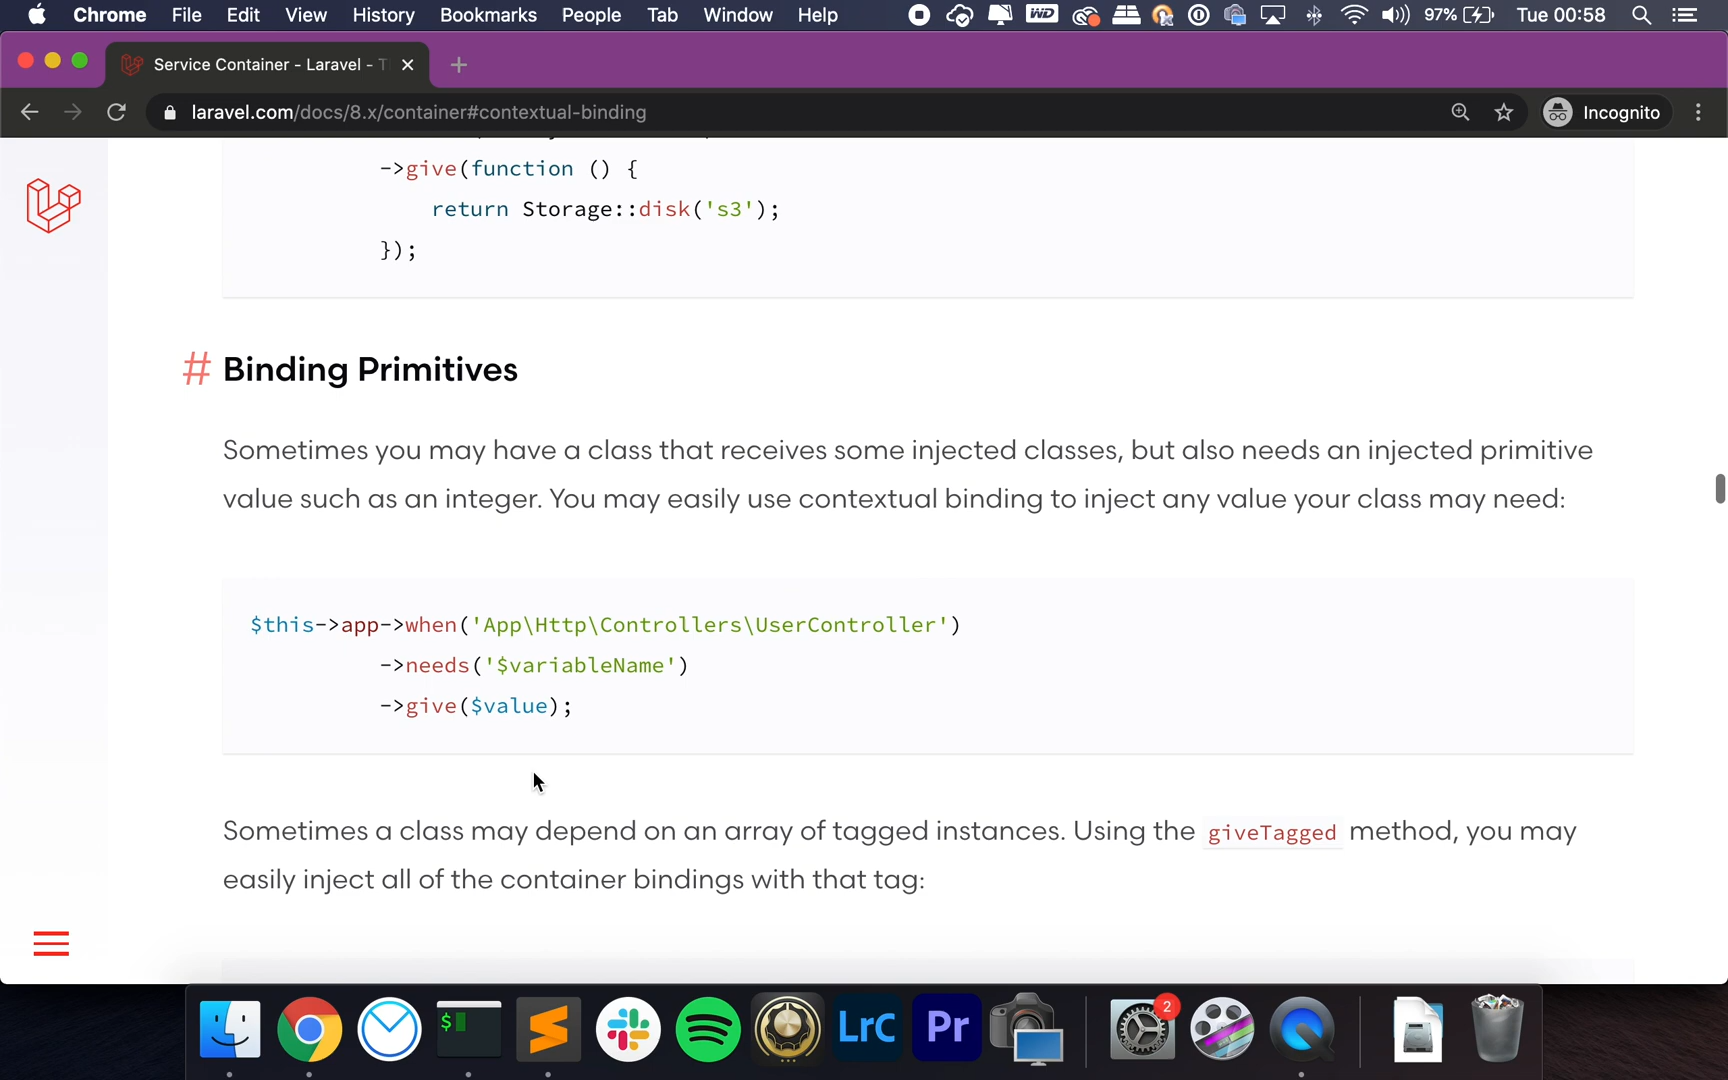 Chrome File Edit View History Bookmarks People Tab Window Help WD 97% Tue 00:58
Service Container - Laravel - T
laravel.com/docs/8.x/container#contextual-binding Incognito
->give(function () {
return Storage::disk('s3');
});
# Binding Primitives
Sometimes you may have a class that receives some injected classes, but also needs an injected primitive
value such as an integer. You may easily use contextual binding to inject any value your class may need:
$this->app->when('App\Http\Controllers\UserController')
->needs('$variableName')
->give($value);
Sometimes a class may depend on an array of tagged instances. Using the giveTagged method, you may
easily inject all of the container bindings with that tag:
$ LrC Pr 2